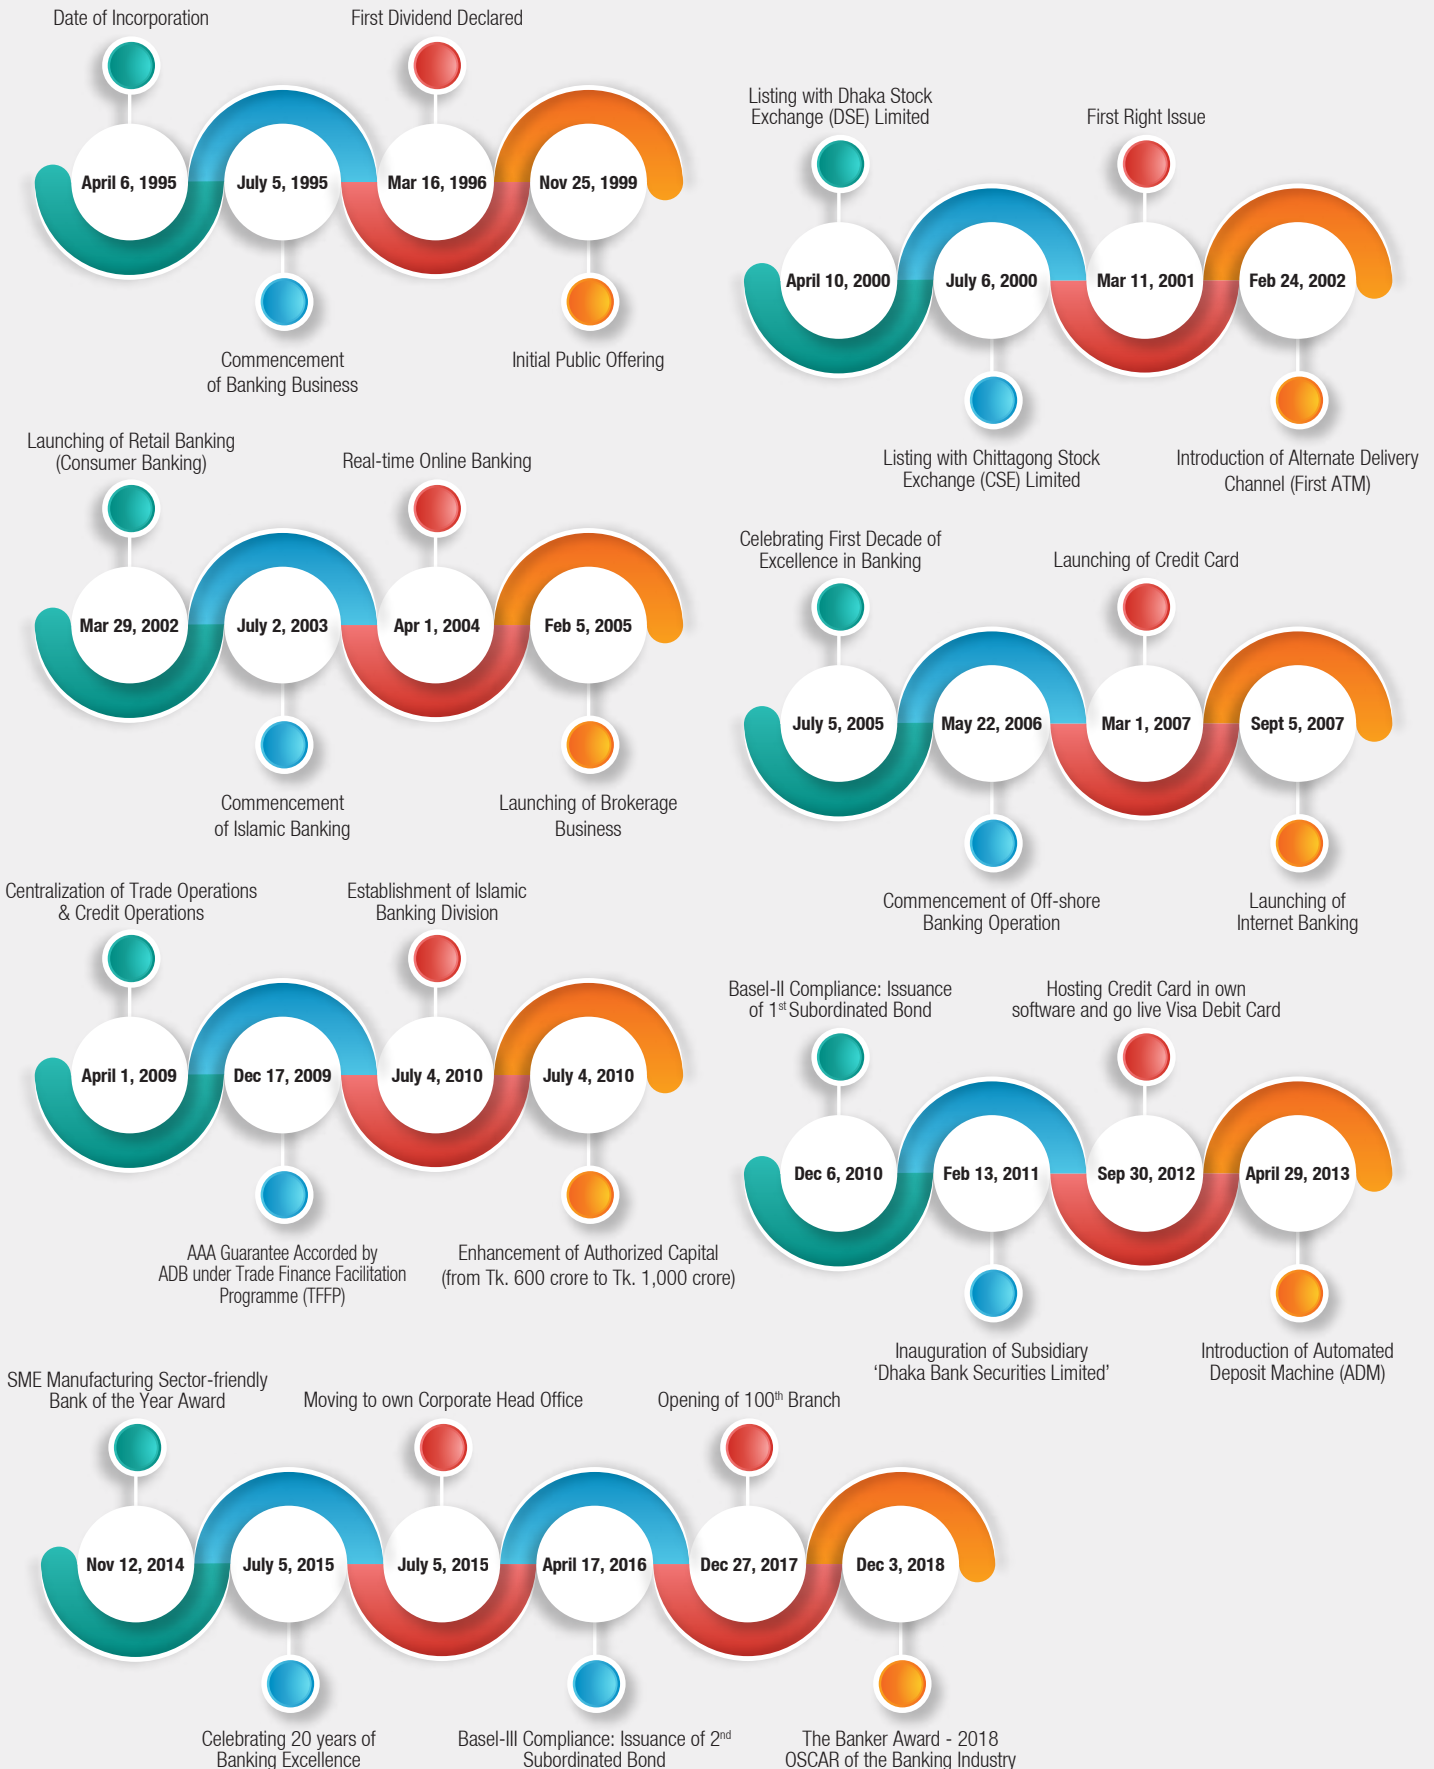 Date of Incorporation
First Dividend Declared
April 6, 1995
July 5, 1995
Mar 16, 1996
Nov 25, 1999
Commencement
of Banking Business
Initial Public Offering
Listing with Dhaka Stock
Exchange (DSE) Limited
First Right Issue
April 10, 2000
July 6, 2000
Mar 11, 2001
Feb 24, 2002
Listing with Chittagong Stock
Exchange (CSE) Limited
Introduction of Alternate Delivery
Channel (First ATM)
Launching of Retail Banking
(Consumer Banking)
Real-time Online Banking
Mar 29, 2002
July 2, 2003
Apr 1, 2004
Feb 5, 2005
Commencement
of Islamic Banking
Launching of Brokerage
Business
Celebrating First Decade of
Excellence in Banking
Launching of Credit Card
July 5, 2005
May 22, 2006
Mar 1, 2007
Sept 5, 2007
Commencement of Off-shore
Banking Operation
Launching of
Internet Banking
Centralization of Trade Operations
& Credit Operations
Establishment of Islamic
Banking Division
April 1, 2009
Dec 17, 2009
July 4, 2010
July 4, 2010
AAA Guarantee Accorded by
ADB under Trade Finance Facilitation
Programme (TFFP)
Enhancement of Authorized Capital
(from Tk. 600 crore to Tk. 1,000 crore)
Basel-II Compliance: Issuance
of 1st Subordinated Bond
Hosting Credit Card in own
software and go live Visa Debit Card
Dec 6, 2010
Feb 13, 2011
Sep 30, 2012
April 29, 2013
Inauguration of Subsidiary
‘Dhaka Bank Securities Limited’
Introduction of Automated
Deposit Machine (ADM)
SME Manufacturing Sector-friendly
Bank of the Year Award
Moving to own Corporate Head Office
Opening of 100th Branch
Nov 12, 2014
July 5, 2015
July 5, 2015
April 17, 2016
Dec 27, 2017
Dec 3, 2018
Celebrating 20 years of
Banking Excellence
Basel-III Compliance: Issuance of 2nd
Subordinated Bond
The Banker Award - 2018
OSCAR of the Banking Industry